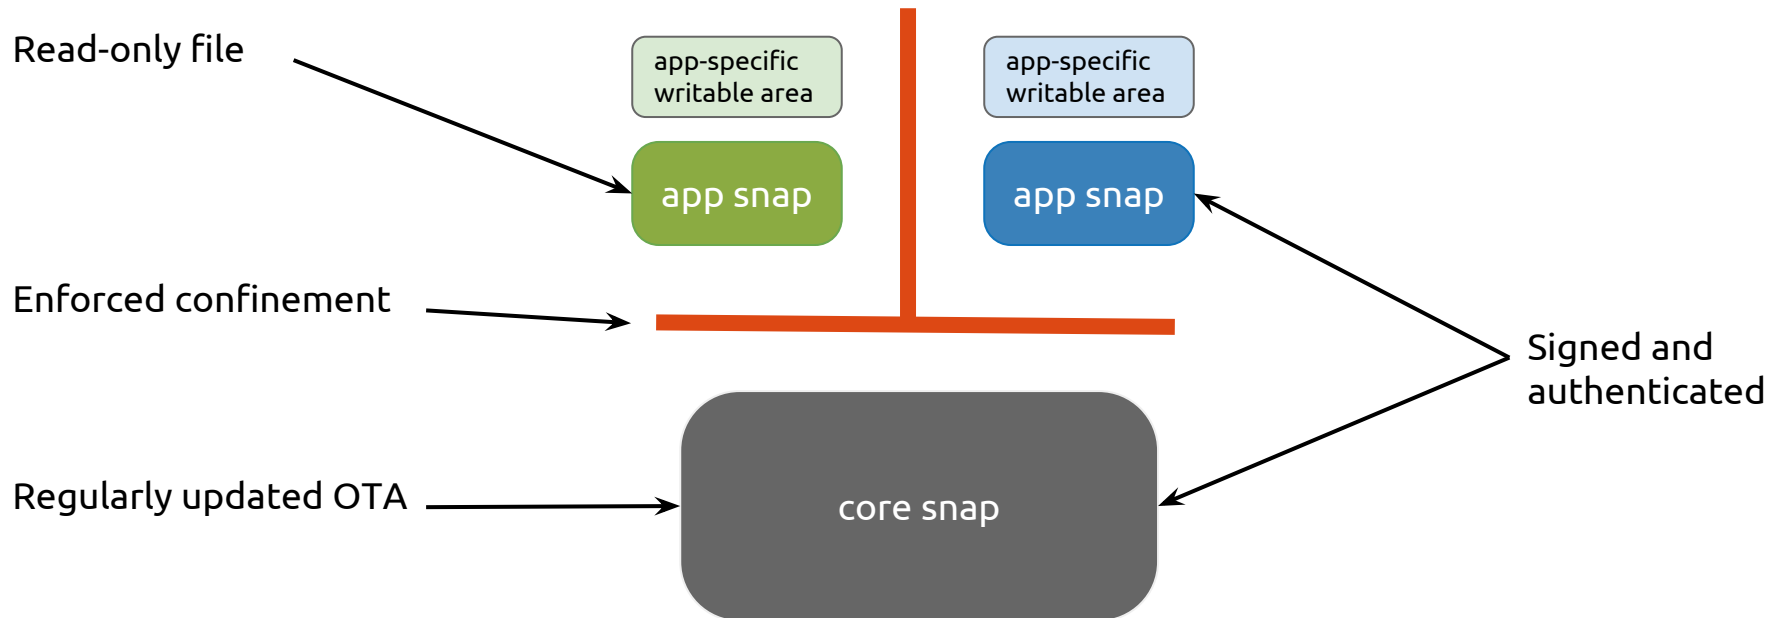 Read-only file
app-specific
writable area
app-specific
writable area
app snap
app snap
Enforced confinement
Signed and
authenticated
Regularly updated OTA
core snap